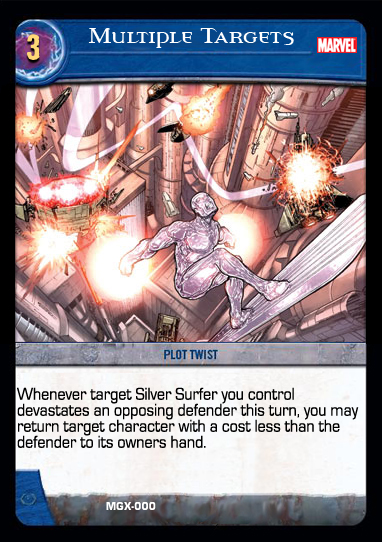 3
MULTIPLE TARGETS
MARVEL
PLOT TWIST
Whenever target Silver Surfer you control
devastates an opposing defender this turn, you may
return target character with a cost less than the
defender to its owners hand.
MGX-000